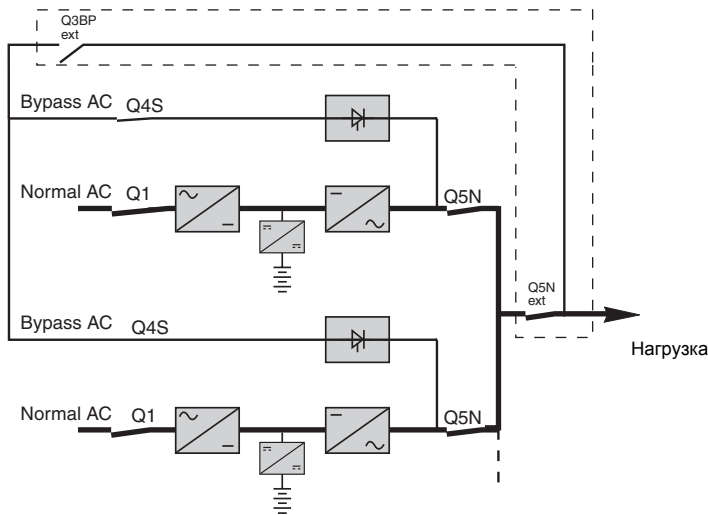 Q3BP
ext
Bypass AC Q4S
Normal AC Q1
Q5N
Q5N
ext
Нагрузка
Bypass AC Q4S
Normal AC Q1
Q5N